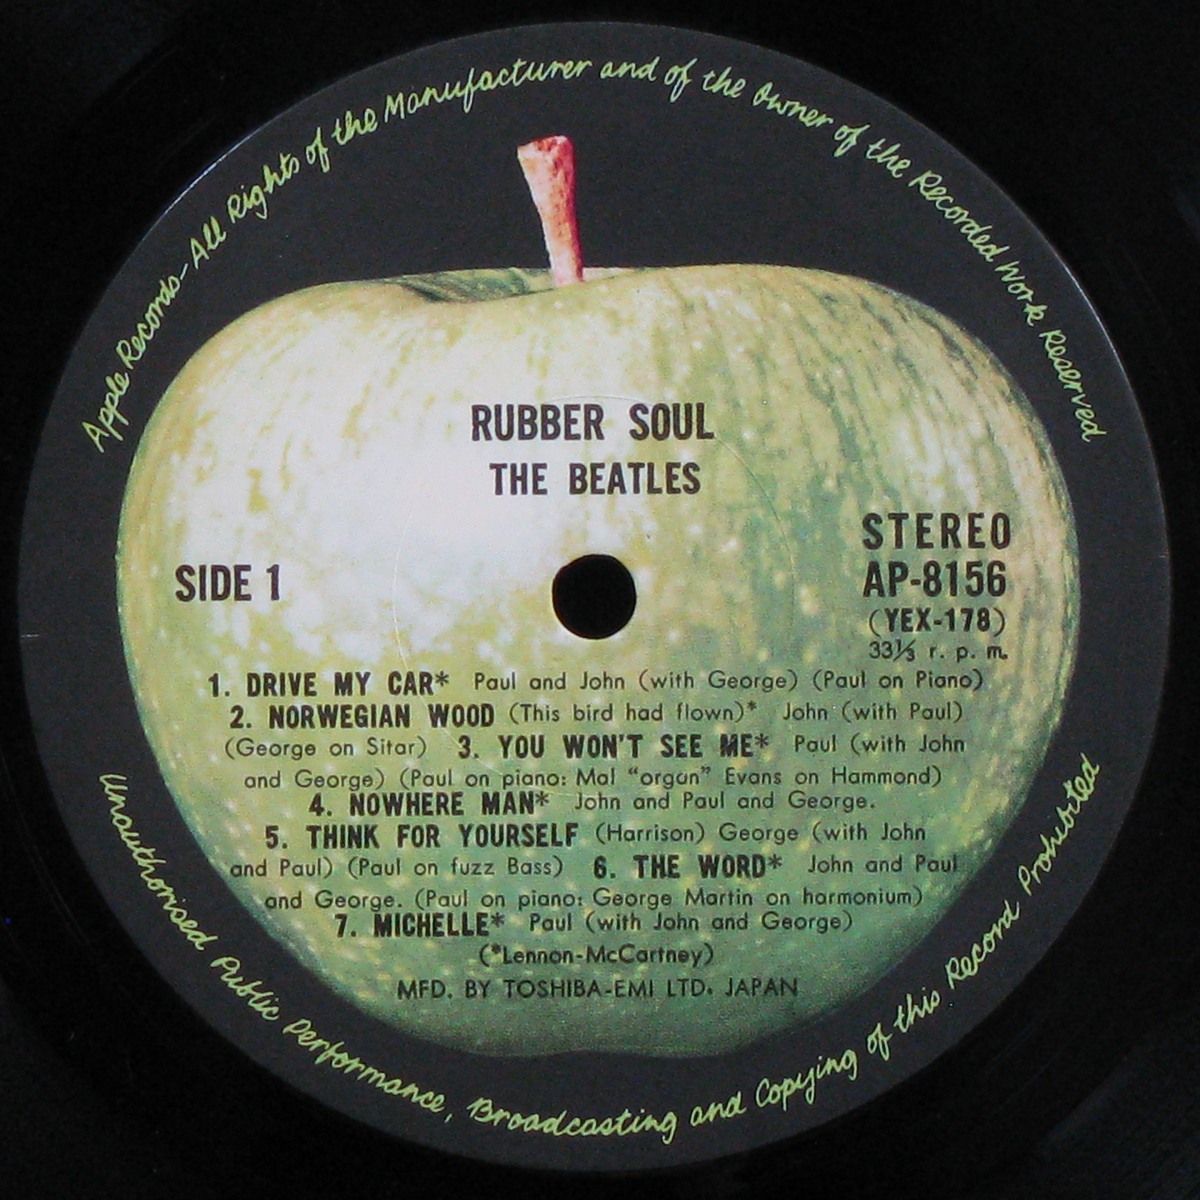 Apple Records-All Rights of the Manufacturer and of the Owner of the Recorded Work Reserved
RUBBER SOUL
THE BEATLES
STEREO
SIDE 1
AP-8156
(YEX-178)
33⅓ r. p. m.
1. DRIVE MY CAR* Paul and John (with George) (Paul on Piano)
2. NORWEGIAN WOOD (This bird had flown)* John (with Paul)
(George on Sitar) 3. YOU WON'T SEE ME* Paul (with John
and George) (Paul on piano: Mal "organ" Evans on Hammond)
4. NOWHERE MAN* John and Paul and George.
5. THINK FOR YOURSELF (Harrison) George (with John
and Paul) (Paul on fuzz Bass) 6. THE WORD* John and Paul
and George. (Paul on piano: George Martin on harmonium)
7. MICHELLE* Paul (with John and George)
(*Lennon-McCartney)
MFD. BY TOSHIBA-EMI LTD. JAPAN
Unauthorised Public Performance, Broadcasting and Copying of this Record Prohibited